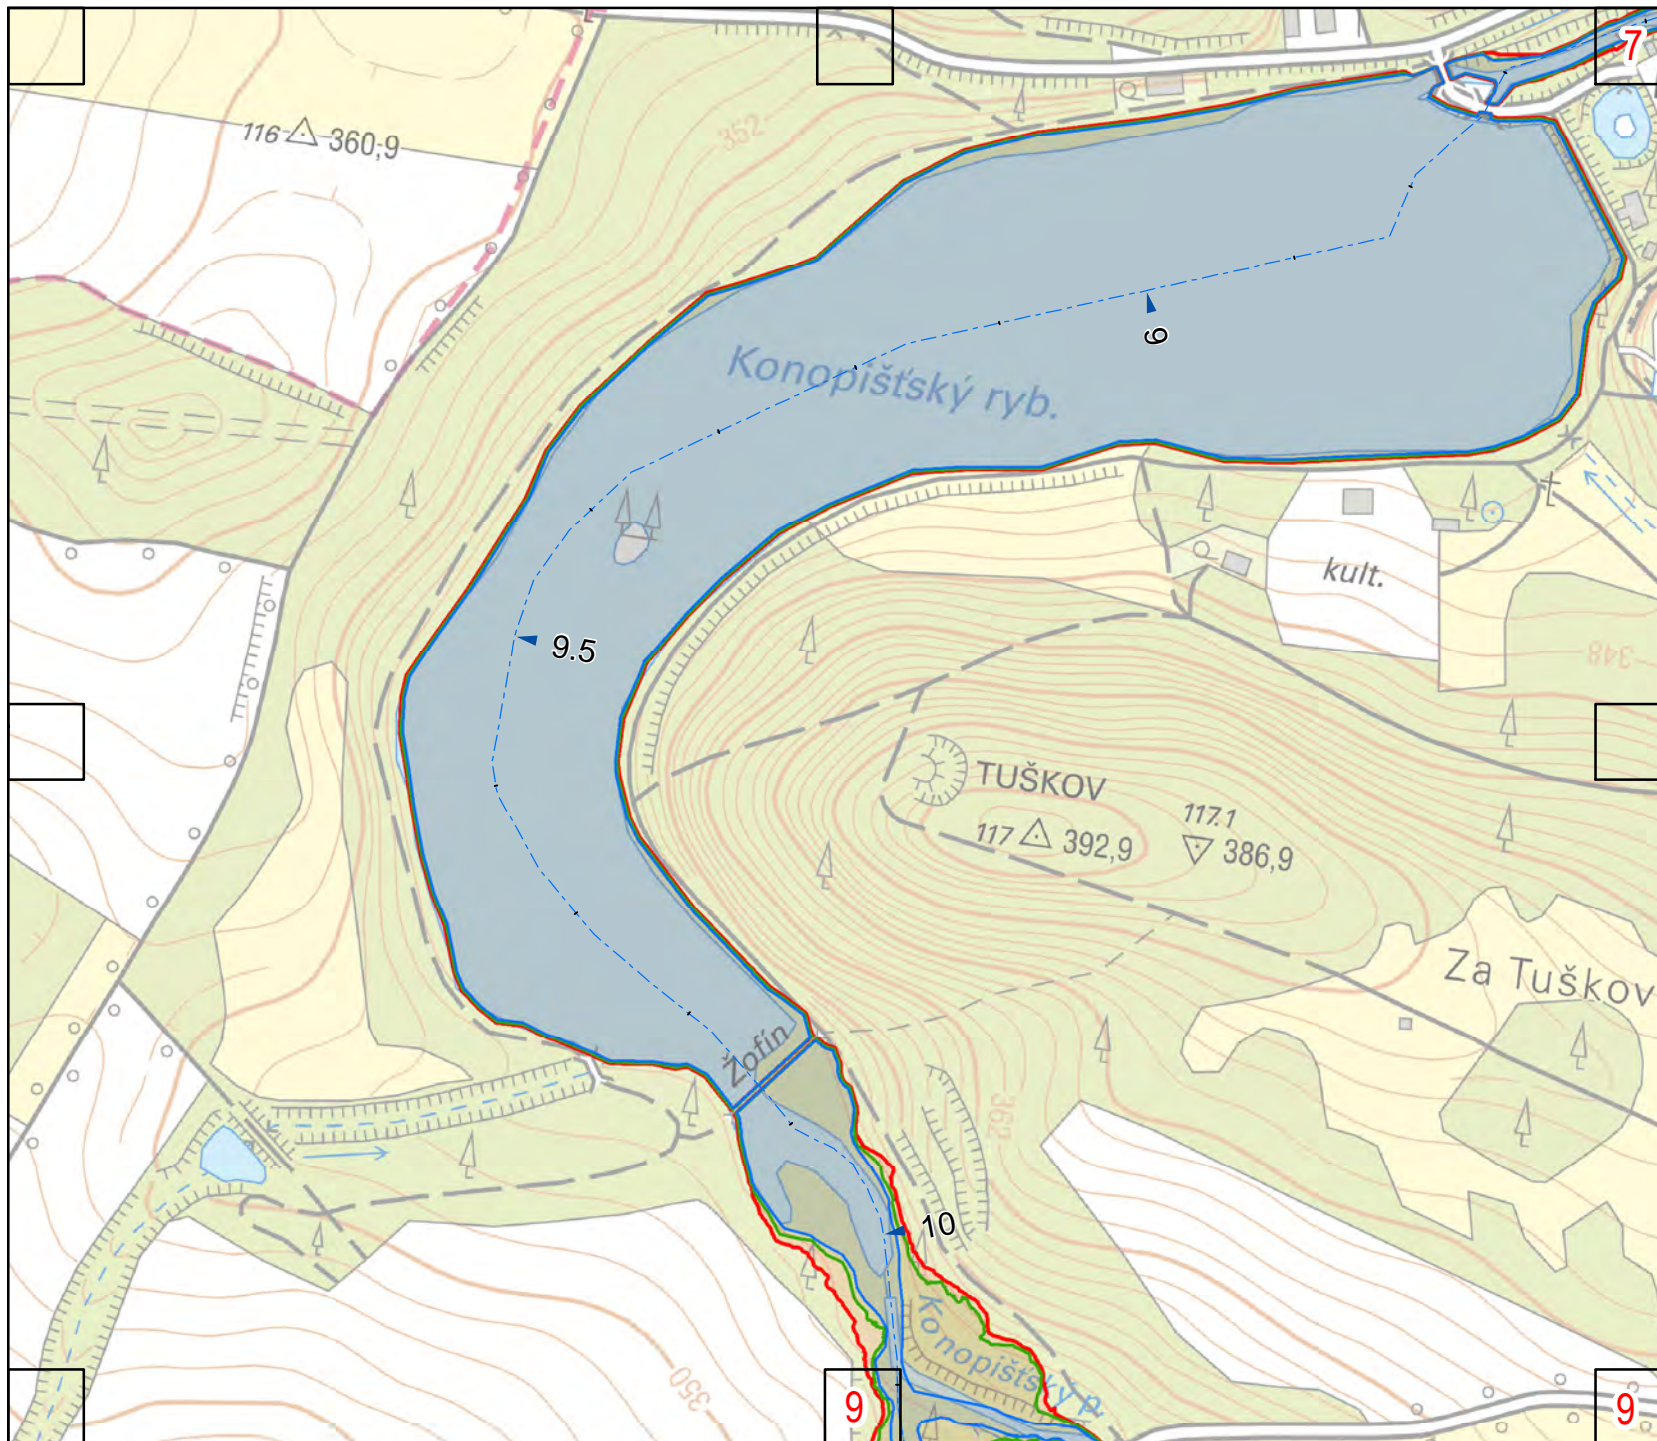 7
116 360,9
352
Konopišťský ryb.
9
9.5
kult.
348
TUŠKOV
117 392,9
117.1
386,9
Za Tuškov
Žofín
362
10
Konopišťský p.
350
9
9